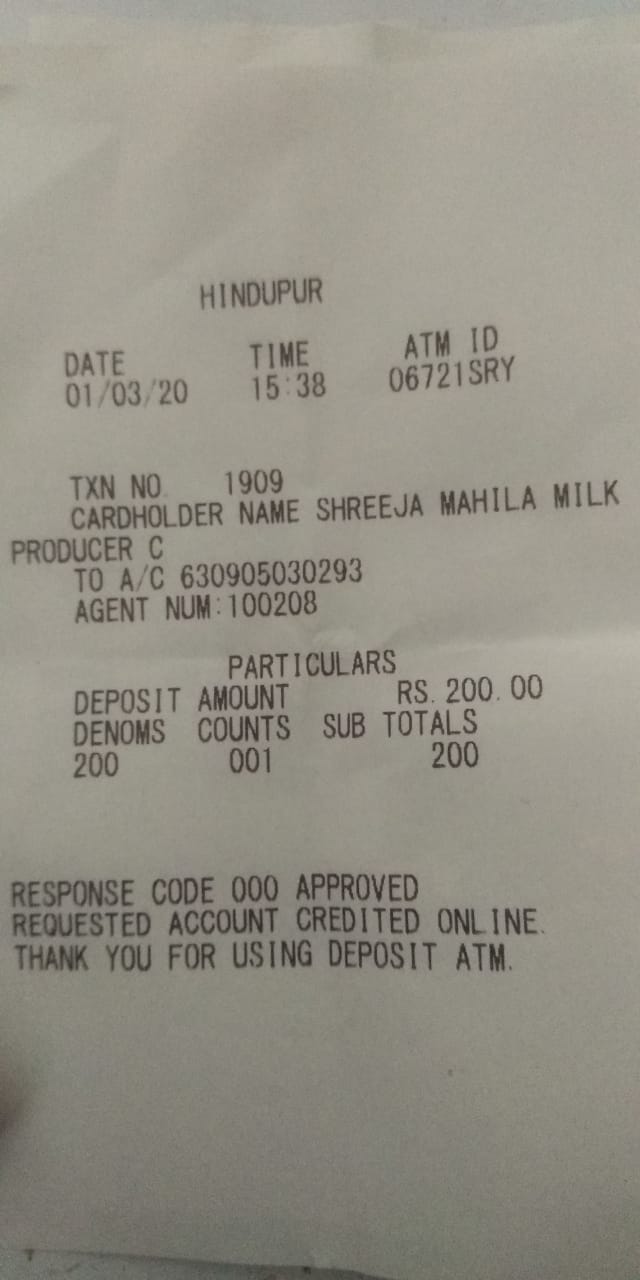 HINDUPUR
DATE TIME ATM ID
01/03/20 15:38 06721SRY
TXN NO. 1909
CARDHOLDER NAME SHREEJA MAHILA MILK
PRODUCER C
TO A/C 630905030293
AGENT NUM:100208
PARTICULARS
DEPOSIT AMOUNT RS.200.00
DENOMS COUNTS SUB TOTALS
200 001 200
RESPONSE CODE 000 APPROVED
REQUESTED ACCOUNT CREDITED ONLINE.
THANK YOU FOR USING DEPOSIT ATM.